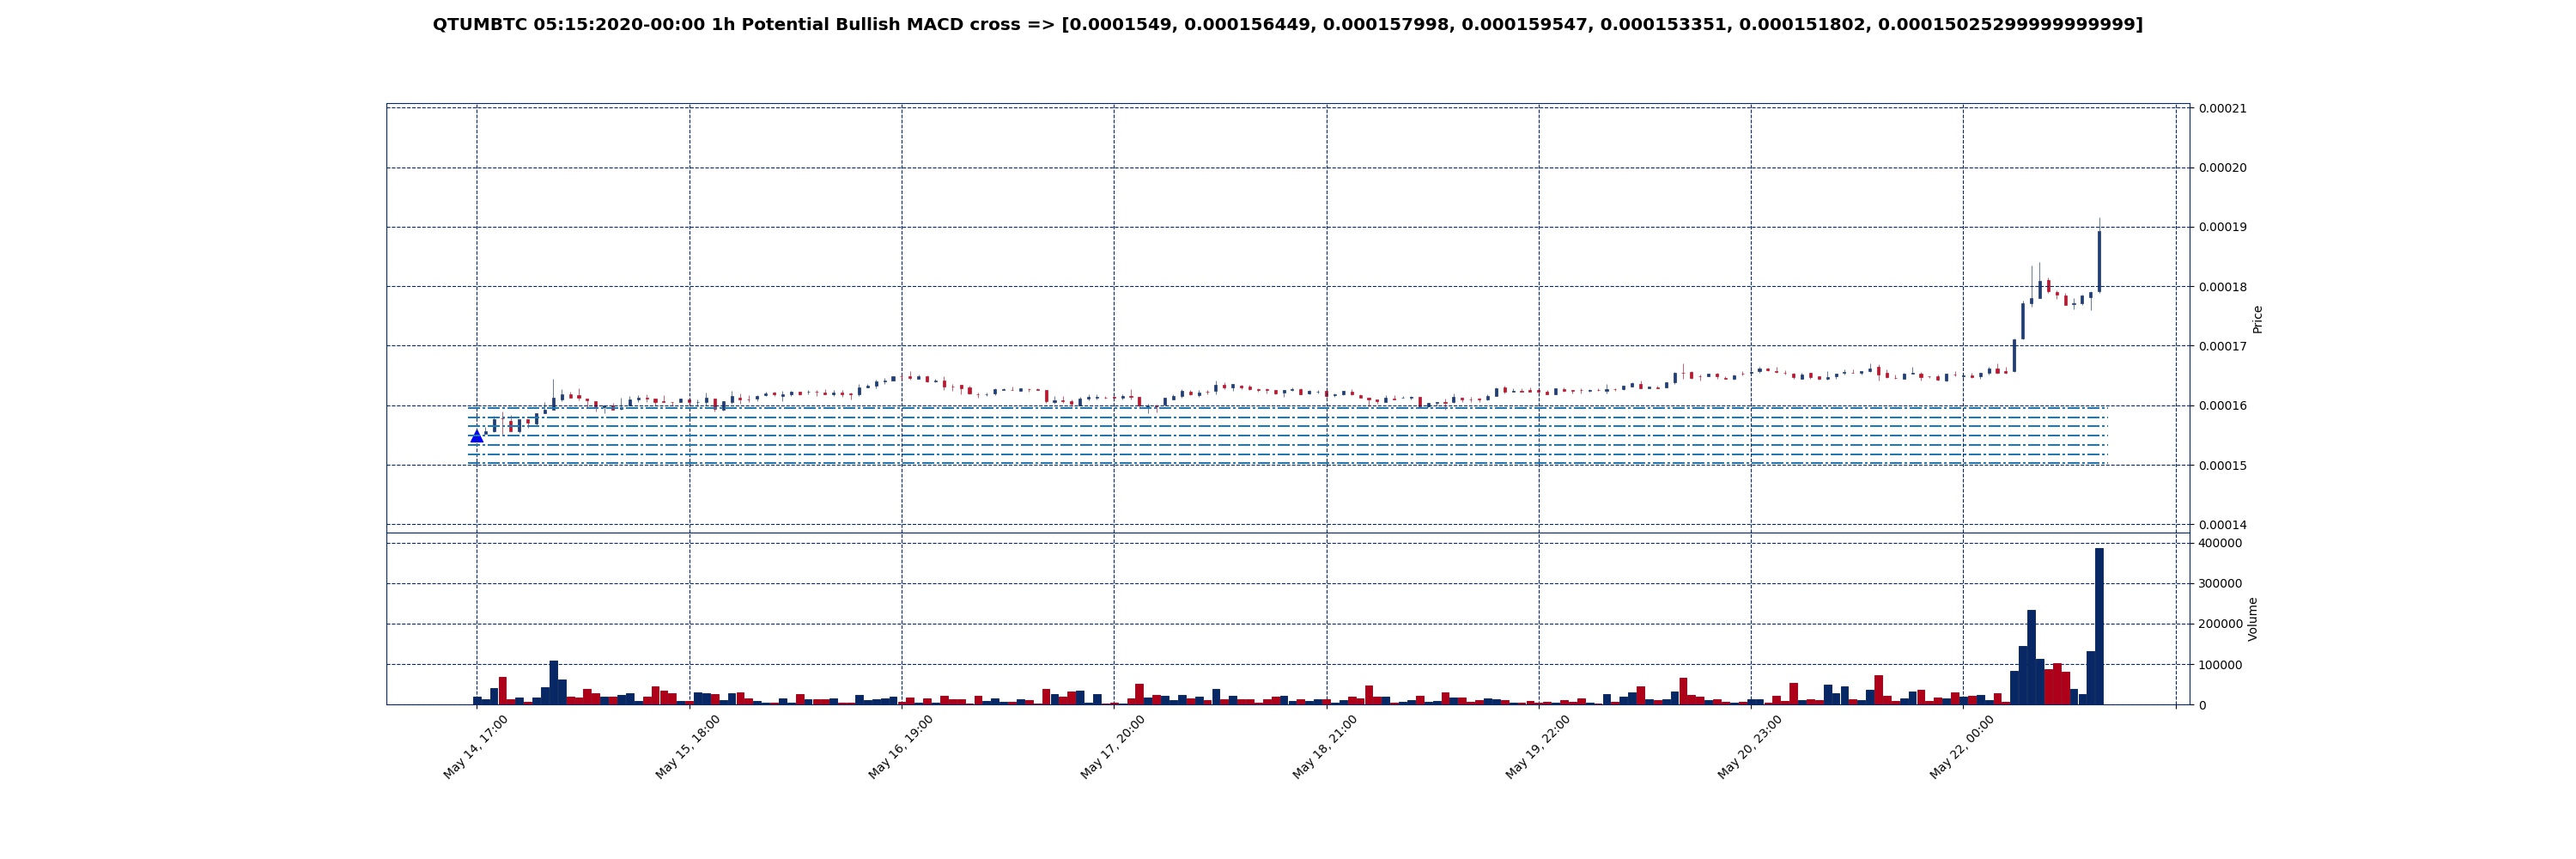 QTUMBTC 05:15:2020-00:00 1h Potential Bullish MACD cross => [0.0001549, 0.000156449, 0.000157998, 0.000159547, 0.000153351, 0.000151802, 0.00015025299999999999]
0.00021
0.00020
0.00019
0.00018
0.00017
0.00016
0.00015
0.00014
Price
400000
300000
200000
100000
0
Volume
May 14, 17:00
May 15, 18:00
May 16, 19:00
May 17, 20:00
May 18, 21:00
May 19, 22:00
May 20, 23:00
May 22, 00:00